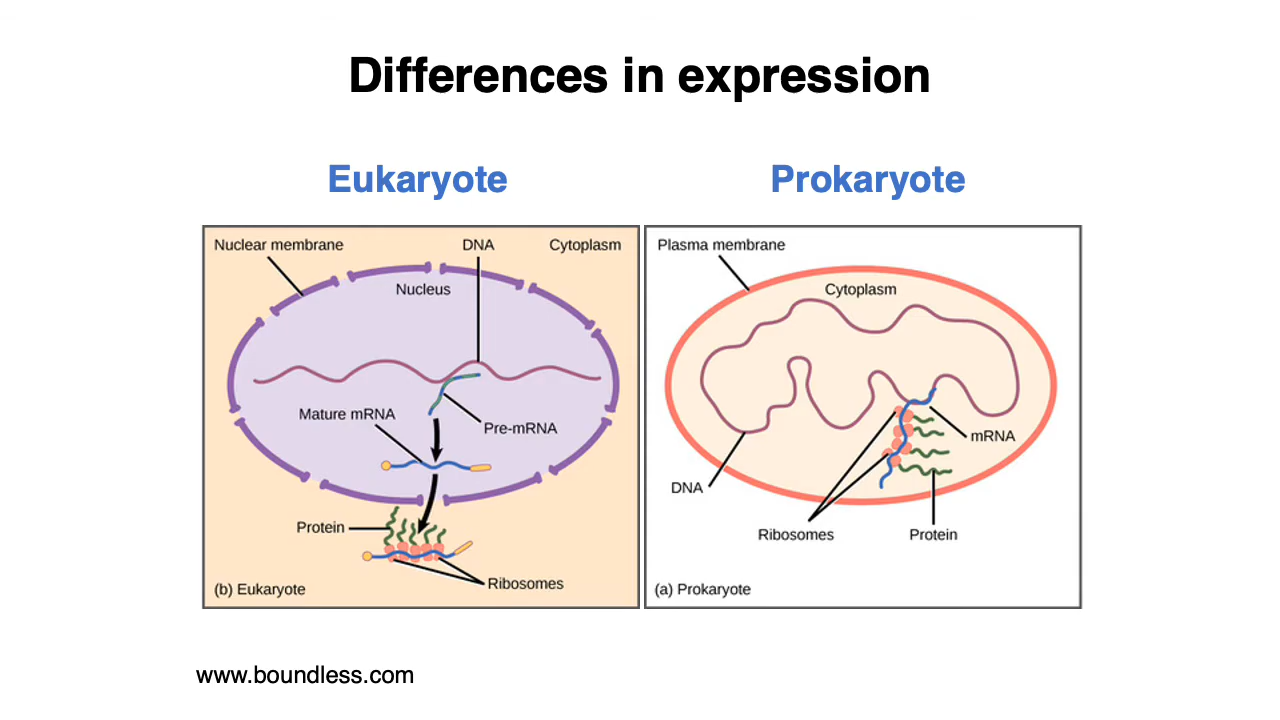 Differences in expression
Eukaryote
Prokaryote
Nuclear membrane
DNA
Cytoplasm
Nucleus
Mature mRNA
Pre-mRNA
Protein
Ribosomes
(b) Eukaryote
Plasma membrane
Cytoplasm
mRNA
DNA
Ribosomes
Protein
(a) Prokaryote
www.boundless.com